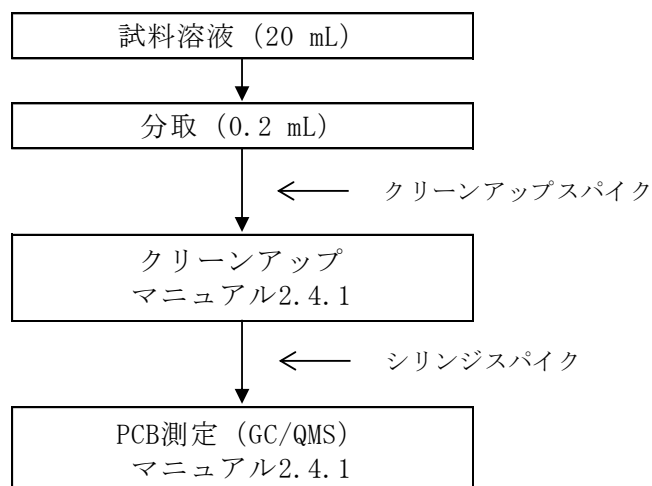 試料溶液 (20 mL)
分取 (0.2 mL)
クリーンアップスパイク
クリーンアップ
マニュアル2.4.1
シリンジスパイク
PCB測定 (GC/QMS)
マニュアル2.4.1